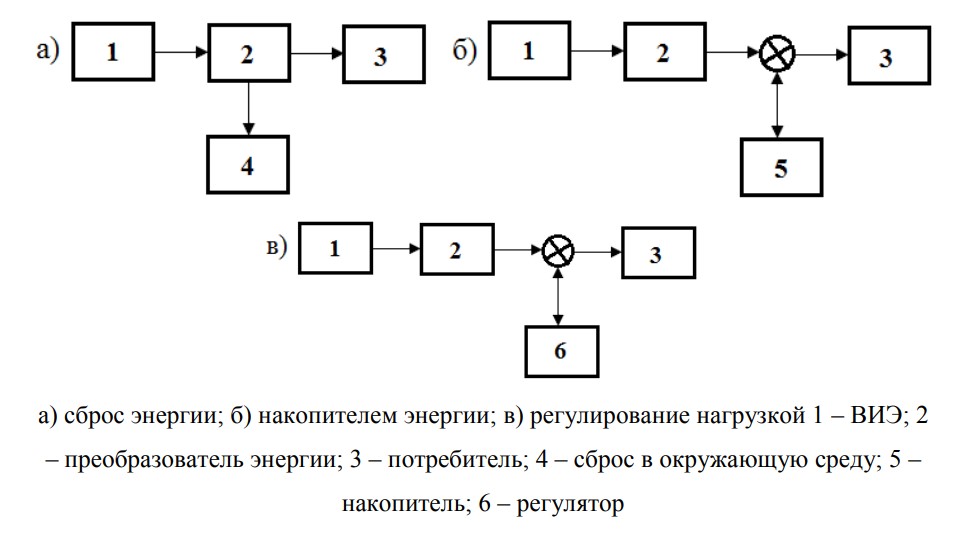 а) 1 2 3 б) 1 2 3
4 5
в) 1 2 3
6
а) сброс энергии; б) накопителем энергии; в) регулирование нагрузкой 1 – ВИЭ; 2
– преобразователь энергии; 3 – потребитель; 4 – сброс в окружающую среду; 5 –
накопитель; 6 – регулятор